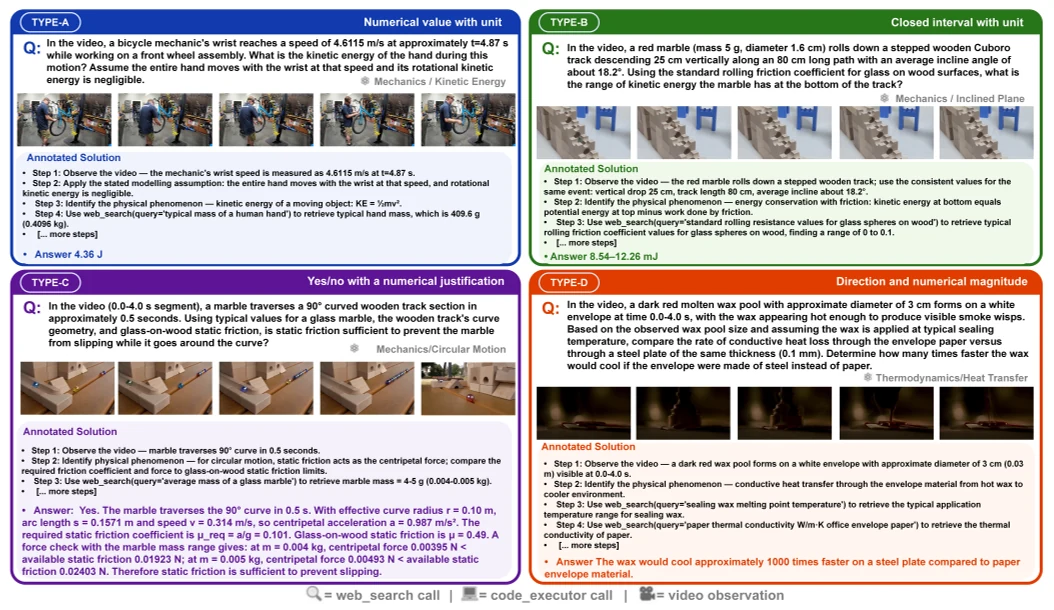 TYPE-A
Numerical value with unit
Q: In the video, a bicycle mechanic's wrist reaches a speed of 4.6115 m/s at approximately t=4.87 s
while working on a front wheel assembly. What is the kinetic energy of the hand during this
motion? Assume the entire hand moves with the wrist at that speed and its rotational kinetic
energy is negligible.
Mechanics / Kinetic Energy
Annotated Solution
• Step 1: Observe the video — the mechanic's wrist speed is measured as 4.6115 m/s at t=4.87 s.
• Step 2: Apply the stated modelling assumption: the entire hand moves with the wrist at that speed, and rotational
kinetic energy is negligible.
• Step 3: Identify the physical phenomenon — kinetic energy of a moving object: KE = ½mv².
• Step 4: Use web_search(query='typical mass of a human hand') to retrieve typical hand mass, which is 409.6 g
(0.4096 kg).
• [... more steps]
• Answer 4.36 J
TYPE-B
Closed interval with unit
Q: In the video, a red marble (mass 5 g, diameter 1.6 cm) rolls down a stepped wooden Cuboro
track descending 25 cm vertically along an 80 cm long path with an average incline angle of
about 18.2°. Using the standard rolling friction coefficient for glass on wood surfaces, what is
the range of kinetic energy the marble has at the bottom of the track?
Mechanics / Inclined Plane
Annotated Solution
• Step 1: Observe the video — the red marble rolls down a stepped wooden track; use the consistent values for the
same event: vertical drop 25 cm, track length 80 cm, average incline about 18.2°.
• Step 2: Identify the physical phenomenon — energy conservation with friction: kinetic energy at bottom equals
potential energy at top minus work done by friction.
• Step 3: Use web_search(query='standard rolling resistance values for glass spheres on wood') to retrieve typical
rolling friction coefficient values for glass spheres on wood, finding a range of 0 to 0.1.
• [... more steps]
• Answer 8.54–12.26 mJ
TYPE-C
Yes/no with a numerical justification
Q: In the video (0.0-4.0 s segment), a marble traverses a 90° curved wooden track section in
approximately 0.5 seconds. Using typical values for a glass marble, the wooden track's curve
geometry, and glass-on-wood static friction, is static friction sufficient to prevent the marble
from slipping while it goes around the curve?
Mechanics/Circular Motion
Annotated Solution
• Step 1: Observe the video — marble traverses 90° curve in 0.5 seconds.
• Step 2: Identify physical phenomenon — for circular motion, static friction acts as the centripetal force; compare the
required friction coefficient and force to glass-on-wood static friction limits.
• Step 3: Use web_search(query='average mass of a glass marble') to retrieve marble mass = 4-5 g (0.004-0.005 kg).
• [... more steps]
• Answer: Yes. The marble traverses the 90° curve in 0.5 s. With effective curve radius r = 0.10 m,
arc length s = 0.1571 m and speed v = 0.314 m/s, so centripetal acceleration a = 0.987 m/s². The
required static friction coefficient is μ_req = a/g = 0.101. Glass-on-wood static friction is μ = 0.49. A
force check with the marble mass range gives: at m = 0.004 kg, centripetal force 0.00395 N <
available static friction 0.01923 N; at m = 0.005 kg, centripetal force 0.00493 N < available static
friction 0.02403 N. Therefore static friction is sufficient to prevent slipping.
TYPE-D
Direction and numerical magnitude
Q: In the video, a dark red molten wax pool with approximate diameter of 3 cm forms on a white
envelope at time 0.0-4.0 s, with the wax appearing hot enough to produce visible smoke wisps.
Based on the observed wax pool size and assuming the wax is applied at typical sealing
temperature, compare the rate of conductive heat loss through the envelope paper versus
through a steel plate of the same thickness (0.1 mm). Determine how many times faster the wax
would cool if the envelope were made of steel instead of paper.
Thermodynamics/Heat Transfer
Annotated Solution
• Step 1: Observe the video — a dark red wax pool forms on a white envelope with approximate diameter of 3 cm (0.03
m) visible at 0.0-4.0 s.
• Step 2: Identify the physical phenomenon — conductive heat transfer through the envelope material from hot wax to
cooler environment.
• Step 3: Use web_search(query='sealing wax melting point temperature') to retrieve the typical application
temperature range for sealing wax.
• Step 4: Use web_search(query='paper thermal conductivity W/m·K office envelope paper') to retrieve the thermal
conductivity of paper.
• [... more steps]
• Answer The wax would cool approximately 1000 times faster on a steel plate compared to paper
envelope material.
= web_search call | = code_executor call | = video observation